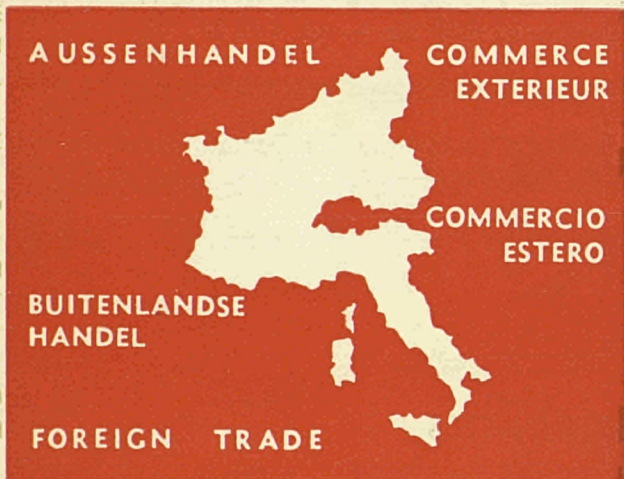 AUSSENHANDEL
COMMERCE
EXTERIEUR
COMMERCIO
ESTERO
BUITENLANDSE
HANDEL
FOREIGN TRADE